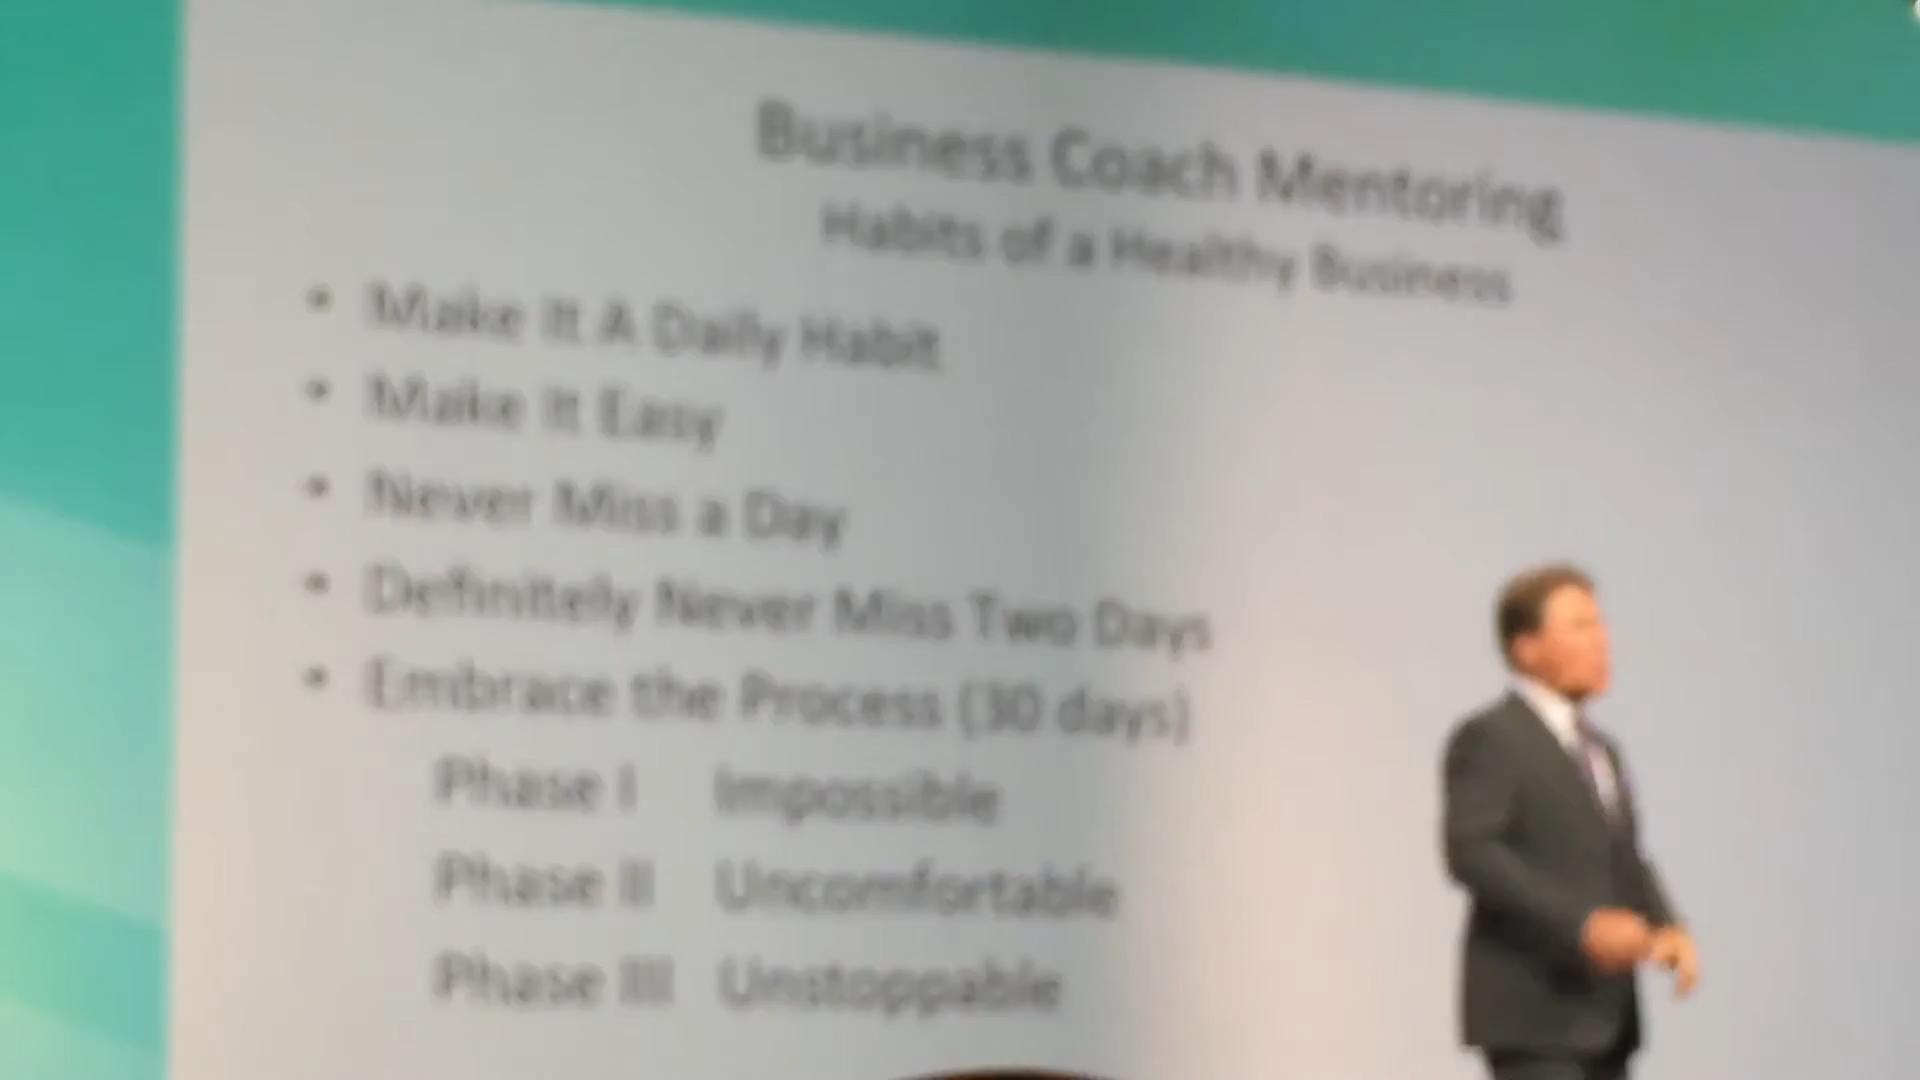 Business Coach Mentoring
Habits of a Healthy Business
• Make It A Daily Habit
• Make It Easy
• Never Miss a Day
• Definitely Never Miss Two Days
• Embrace the Process (30 days)
Phase I Impossible
Phase II Uncomfortable
Phase III Unstoppable